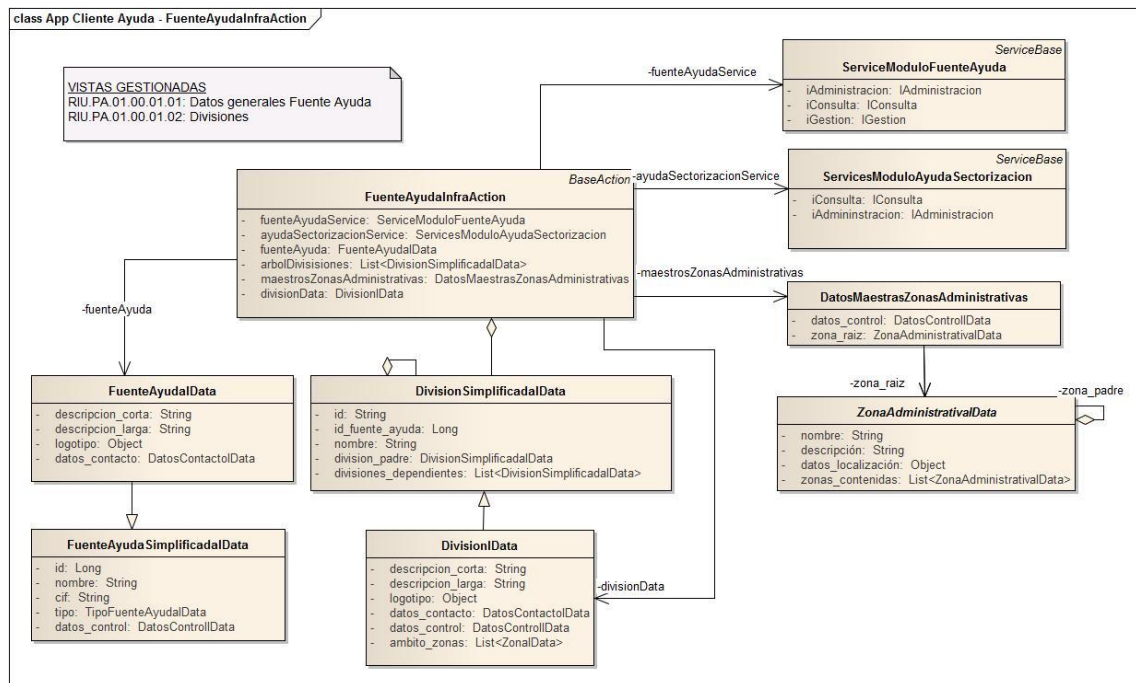 class App Cliente Ayuda - FuenteAyudaInfraAction
VISTAS GESTIONADAS
RIU.PA.01.00.01.01: Datos generales Fuente Ayuda
RIU.PA.01.00.01.02: Divisiones
-fuenteAyudaService
ServiceBase
ServiceModuloFuenteAyuda
- iAdministracion: IAdministracion
- iConsulta: IConsulta
- iGestion: IGestion
-ayudaSectorizacionService
ServiceBase
ServicesModuloAyudaSectorizacion
- iConsulta: IConsulta
- iAdmininstracion: IAdministracion
BaseAction
FuenteAyudaInfraAction
- fuenteAyudaService: ServiceModuloFuenteAyuda
- ayudaSectorizacionService: ServicesModuloAyudaSectorizacion
- fuenteAyuda: FuenteAyudaIData
- arbolDivisisiones: List<DivisionSimplificadaIData>
- maestrosZonasAdministrativas: DatosMaestrasZonasAdministrativas
- divisionData: DivisionIData
-maestrosZonasAdministrativas
DatosMaestrasZonasAdministrativas
- datos_control: DatosControlIData
- zona_raiz: ZonaAdministrativaIData
-fuenteAyuda
-zona_raiz
-zona_padre
FuenteAyudaIData
- descripcion_corta: String
- descripcion_larga: String
- logotipo: Object
- datos_contacto: DatosContactoIData
DivisionSimplificadaIData
- id: String
- id_fuente_ayuda: Long
- nombre: String
- division_padre: DivisionSimplificadaIData
- divisiones_dependientes: List<DivisionSimplificadaIData>
ZonaAdministrativaIData
- nombre: String
- descripción: String
- datos_localización: Object
- zonas_contenidas: List<ZonaAdministrativaIData>
FuenteAyudaSimplificadaIData
- id: Long
- nombre: String
- cif: String
- tipo: TipoFuenteAyudaIData
- datos_control: DatosControlIData
DivisionIData
- descripcion_corta: String
- descripcion_larga: String
- logotipo: Object
- datos_contacto: DatosContactoIData
- datos_control: DatosControlIData
- ambito_zonas: List<ZonaIData>
-divisionData